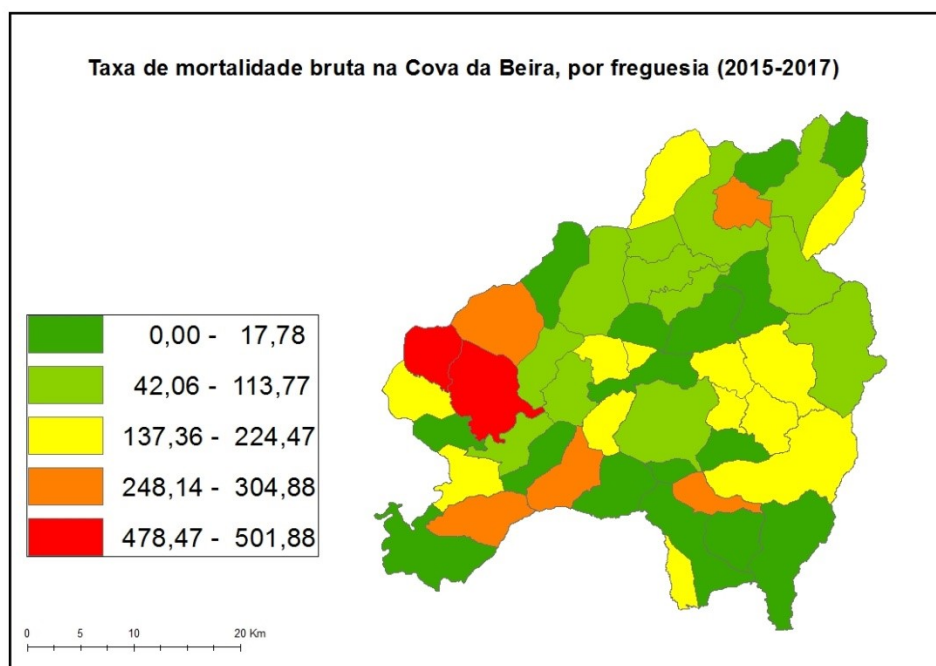 Taxa de mortalidade bruta na Cova da Beira, por freguesia (2015-2017)
0,00 - 17,78
42,06 - 113,77
137,36 - 224,47
248,14 - 304,88
478,47 - 501,88
0 5 10 20 Km